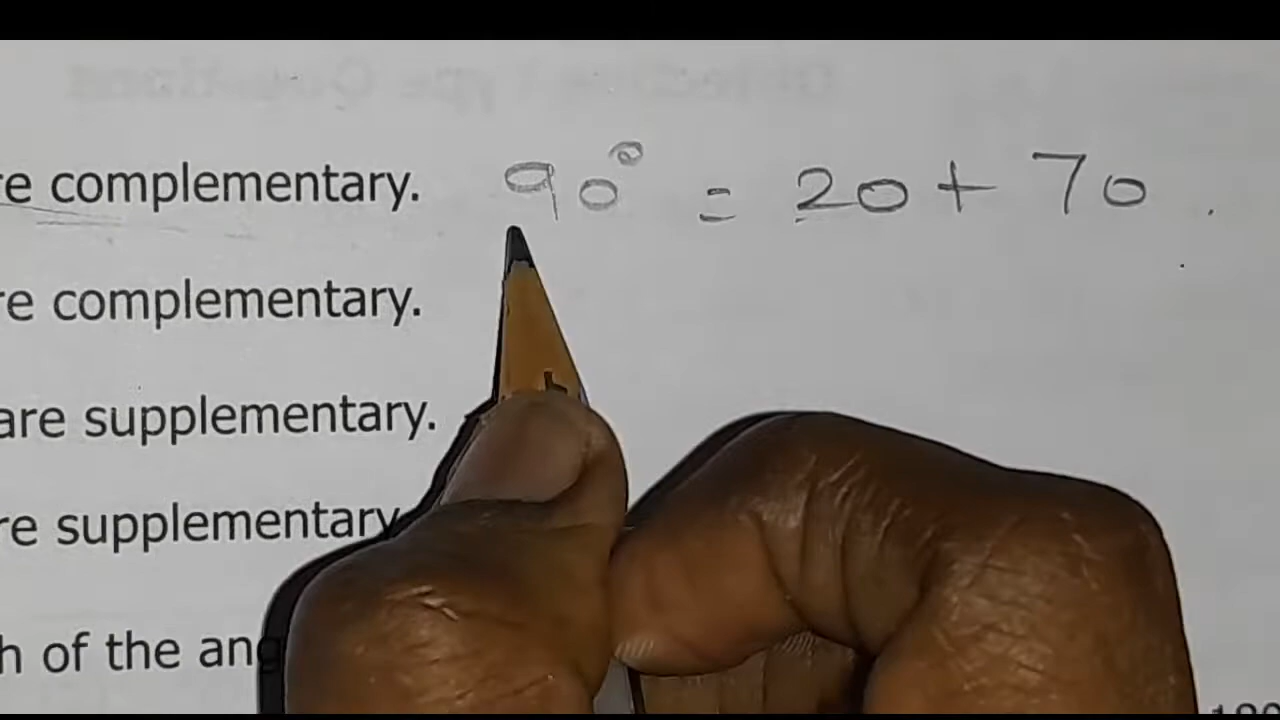 re complementary. 90° = 20 + 70
re complementary.
are supplementary.
re supplementary
h of the ang